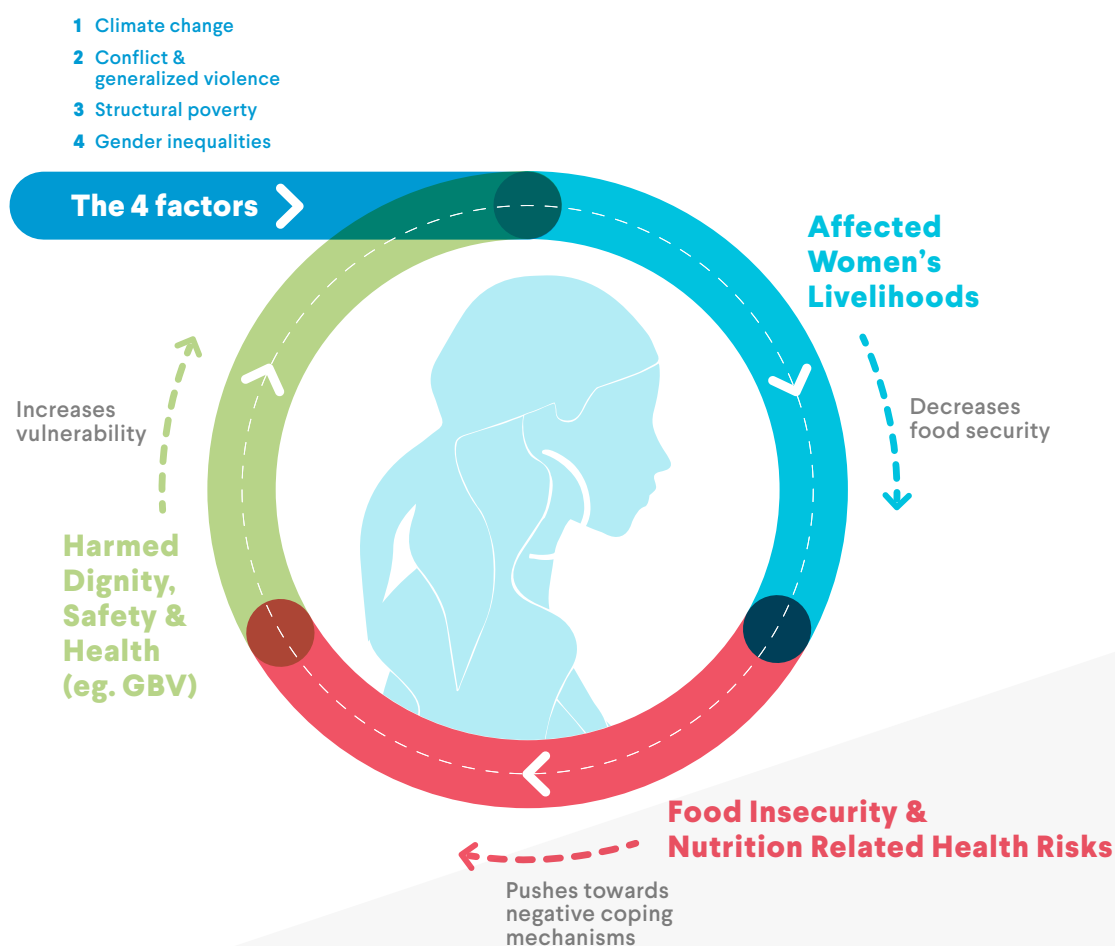 1 Climate change
2 Conflict &
generalized violence
3 Structural poverty
4 Gender inequalities
The 4 factors
Affected
Women's
Livelihoods
Decreases
food security
Increases
vulnerability
Harmed
Dignity,
Safety &
Health
(eg. GBV)
Food Insecurity &
Nutrition Related Health Risks
Pushes towards
negative coping
mechanisms